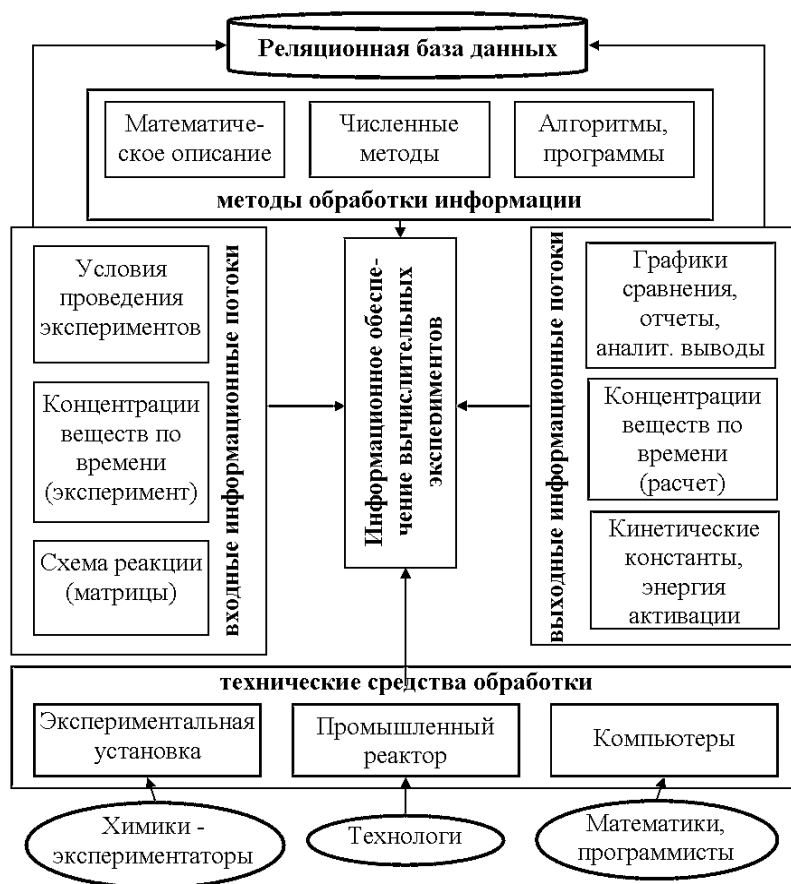 Реляционная база данных
Математиче-
ское описание
Численные
методы
Алгоритмы,
программы
методы обработки информации
Условия
проведения
экспериментов
Концентрации
веществ по
времени
(эксперимент)
Схема реакции
(матрицы)
входные информационные потоки
Информационное обеспе-
чение вычислительных
экспериментов
выходные информационные потоки
Графики
сравнения,
отчеты,
аналит. выводы
Концентрации
веществ по
времени
(расчет)
Кинетические
константы,
энергия
активации
технические средства обработки
Экспериментальная
установка
Промышленный
реактор
Компьютеры
Химики -
экспериментаторы
Технологи
Математики,
программисты